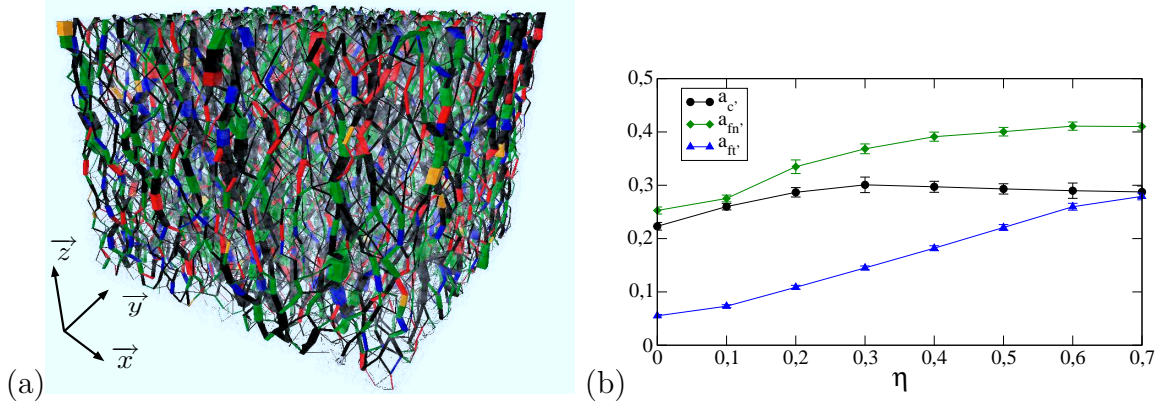 z
y
x
(a)
0,5
0,4
0,3
0,2
0,1
0
a_c'
a_fn'
a_ft'
0 0,1 0,2 0,3 0,4 0,5 0,6 0,7
η
(b)